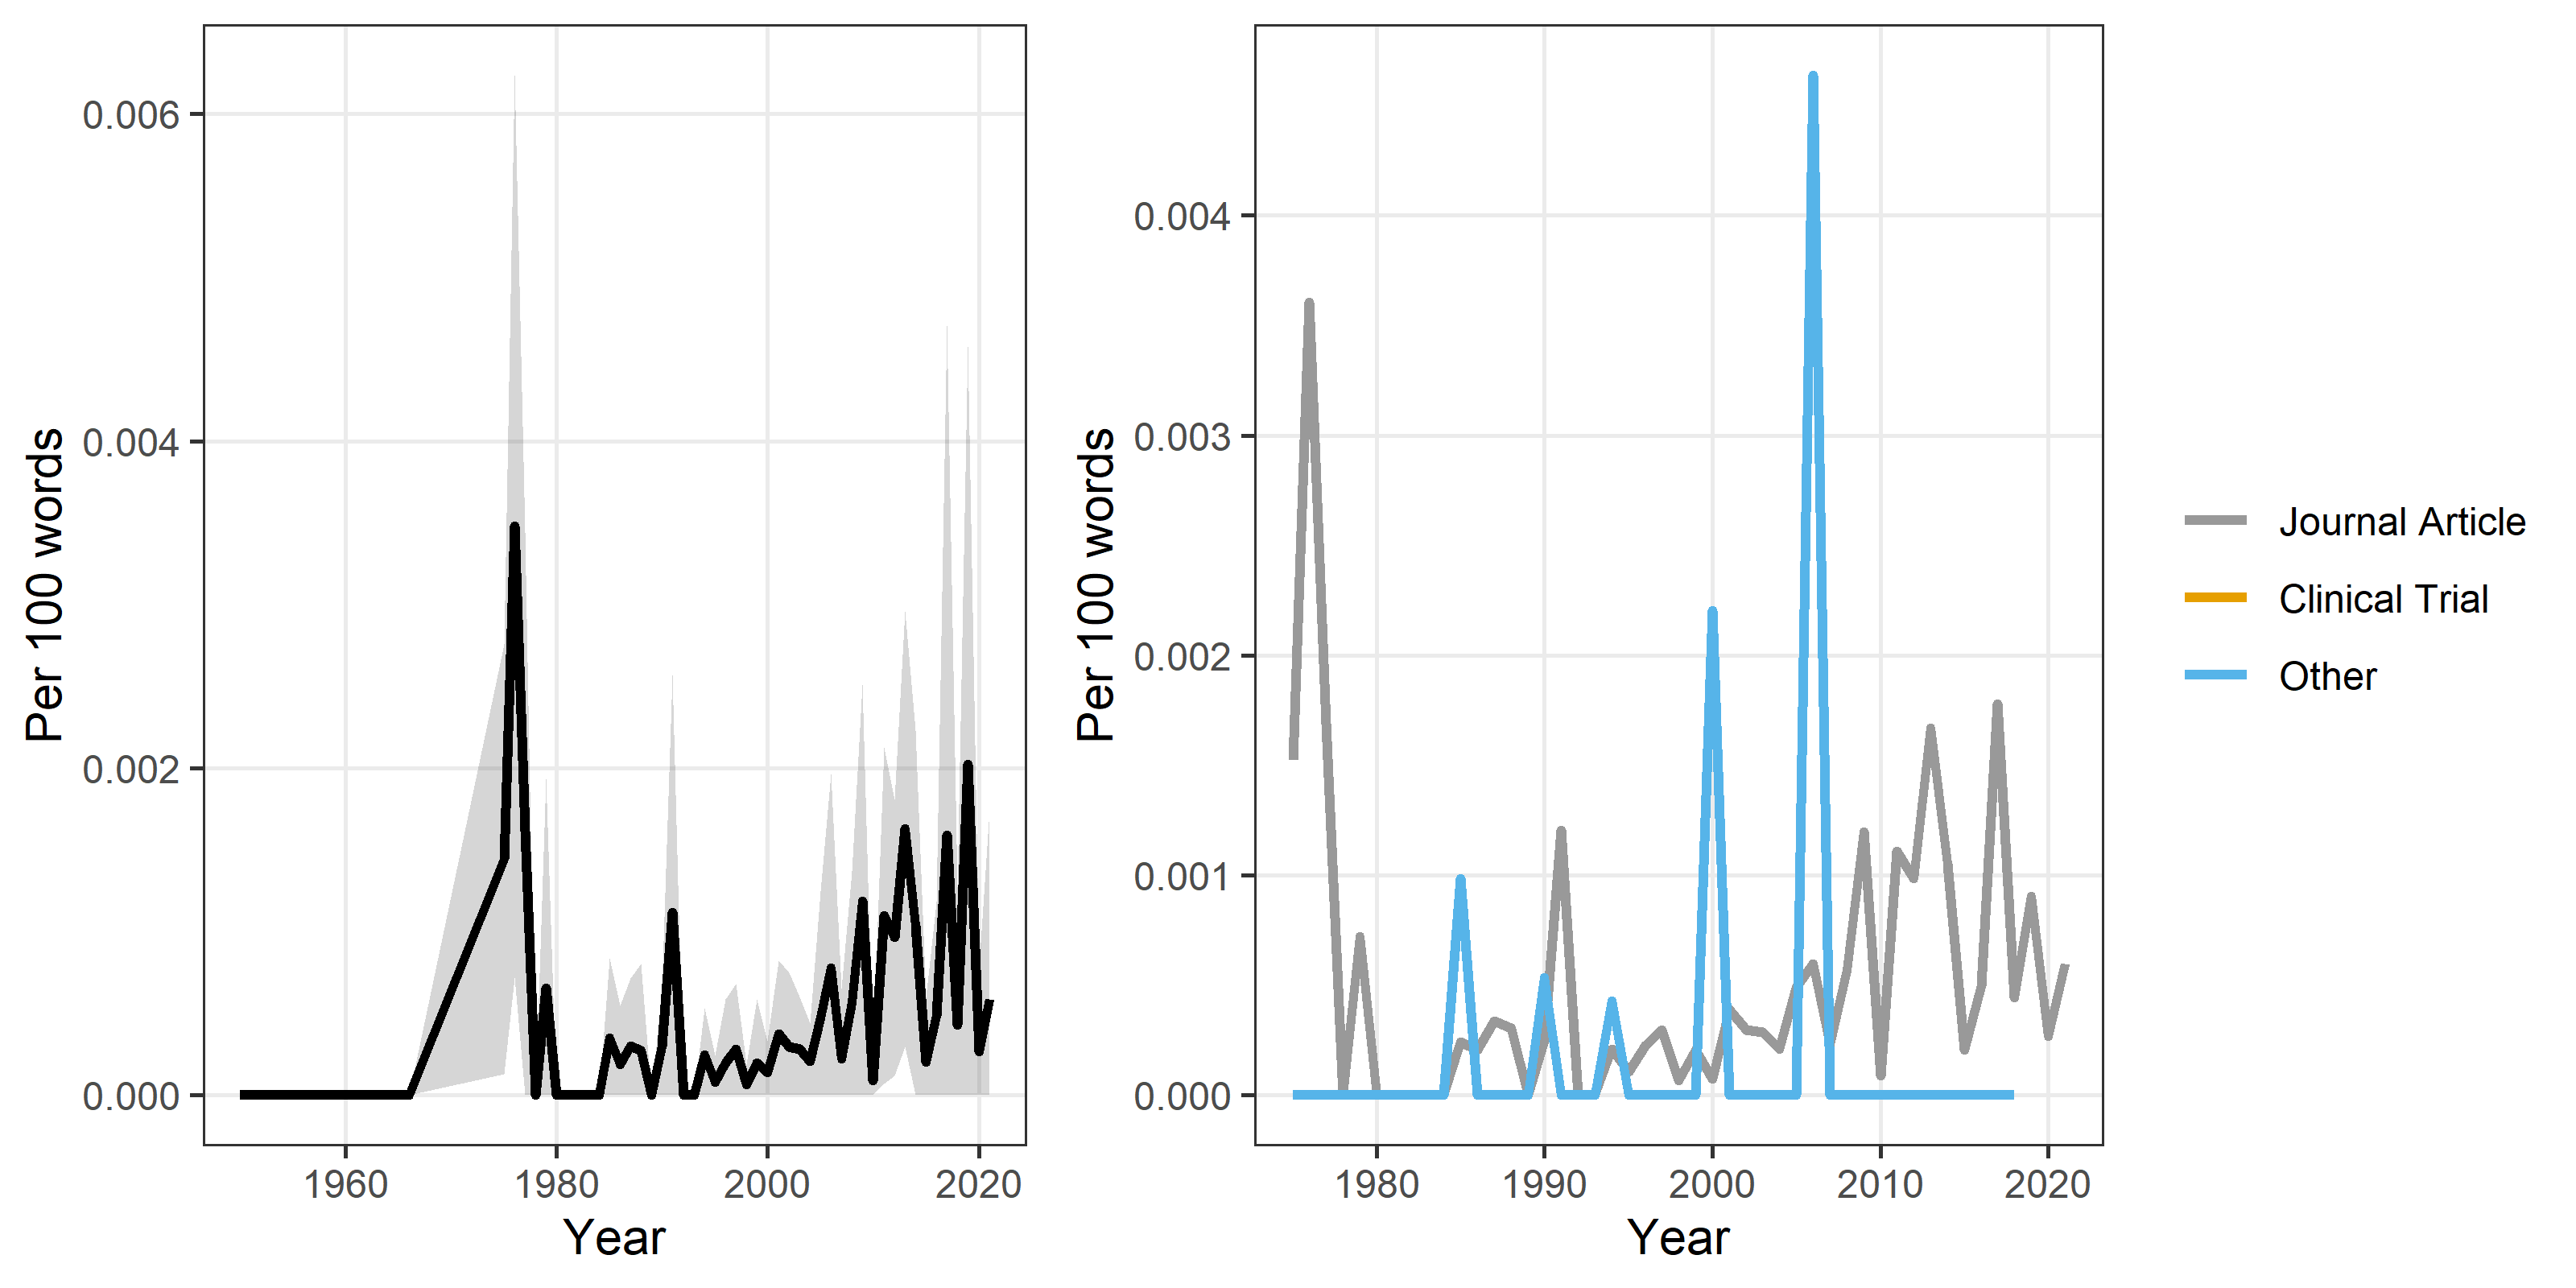 Per 100 words
0.006
0.004
0.002
0.000
1960 1980 2000 2020
Year
Per 100 words
0.004
0.003
0.002
0.001
0.000
1980 1990 2000 2010 2020
Year
Journal Article
Clinical Trial
Other